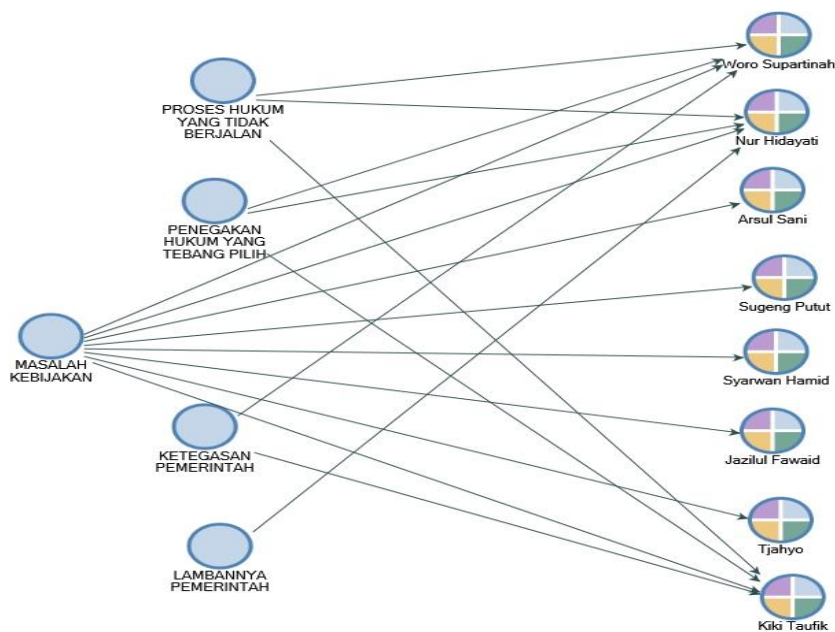 Woro Supartinah
PROSES HUKUM
YANG TIDAK
BERJALAN
Nur Hidayati
Arsul Sani
PENEGAKAN
HUKUM YANG
TEBANG PILIH
Sugeng Putut
MASALAH
KEBIJAKAN
Syarwan Hamid
KETEGASAN
PEMERINTAH
Jazilul Fawaid
Tjahyo
LAMBANNYA
PEMERINTAH
Kiki Taufik